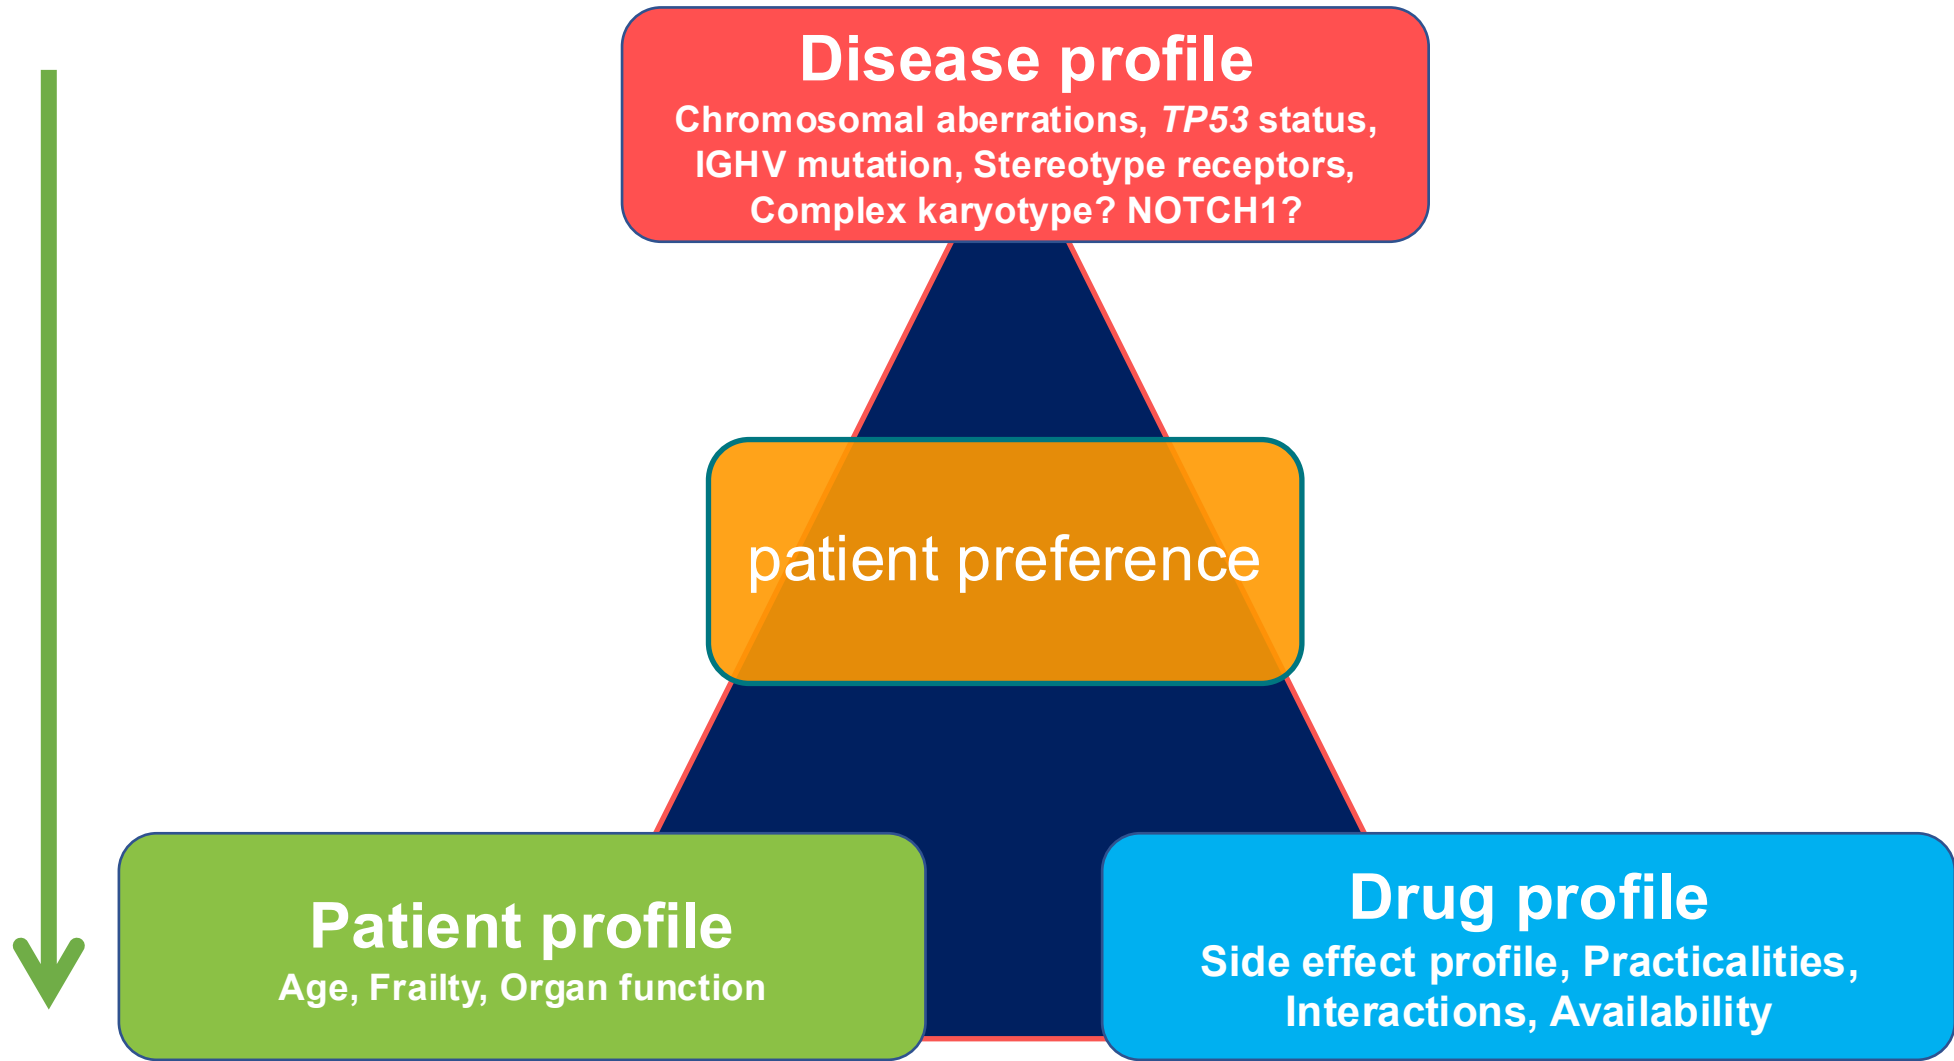 Disease profile
Chromosomal aberrations, TP53 status,
IGHV mutation, Stereotype receptors,
Complex karyotype? NOTCH1?
patient preference
Patient profile
Age, Frailty, Organ function
Drug profile
Side effect profile, Practicalities,
Interactions, Availability